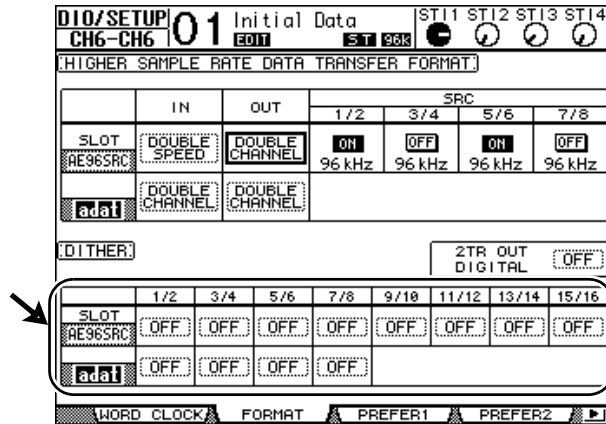 DIO/SETUP 01 Initial Data STI1 STI2 STI3 STI4
CH6-CH6 EDIT ST 96K
HIGHER SAMPLE RATE DATA TRANSFER FORMAT
IN OUT SRC
1/2 3/4 5/6 7/8
SLOT DOUBLE SPEED DOUBLE CHANNEL ON OFF ON OFF
AE96SRC 96 kHz 96 kHz 96 kHz 96 kHz
adat DOUBLE CHANNEL DOUBLE CHANNEL
DITHER 2TR OUT DIGITAL OFF
1/2 3/4 5/6 7/8 9/10 11/12 13/14 15/16
SLOT AE96SRC OFF OFF OFF OFF OFF OFF OFF OFF
adat OFF OFF OFF OFF
WORD CLOCK FORMAT PREFER1 PREFER2